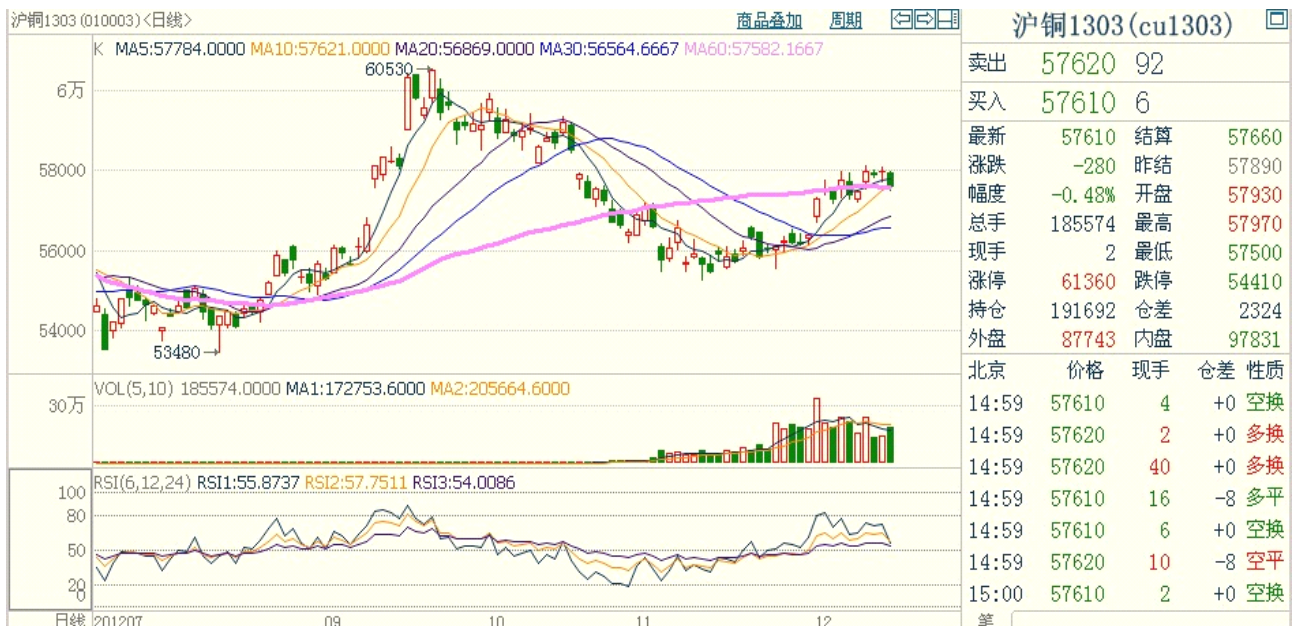 沪铜1303(010003)<日线>
商品叠加 周期
K MA5:57784.0000 MA10:57621.0000 MA20:56869.0000 MA30:56564.6667 MA60:57582.1667
60530→
6万
58000
56000
54000
53480→
VOL(5,10) 185574.0000 MA1:172753.6000 MA2:205664.6000
30万
RSI(6,12,24) RSI1:55.8737 RSI2:57.7511 RSI3:54.0086
100
80
50
20
0
日线 201207 09 10 11 12
沪铜1303(cu1303)
卖出 57620 92
买入 57610 6
最新 57610 结算 57660
涨跌 -280 昨结 57890
幅度 -0.48% 开盘 57930
总手 185574 最高 57970
现手 2 最低 57500
涨停 61360 跌停 54410
持仓 191692 仓差 2324
外盘 87743 内盘 97831
北京 价格 现手 仓差 性质
14:59 57610 4 +0 空换
14:59 57620 2 +0 多换
14:59 57620 40 +0 多换
14:59 57610 16 -8 多平
14:59 57610 6 +0 空换
14:59 57620 10 -8 空平
15:00 57610 2 +0 空换
笔